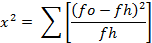 x² = ∑[(fo − fh)²/fh]